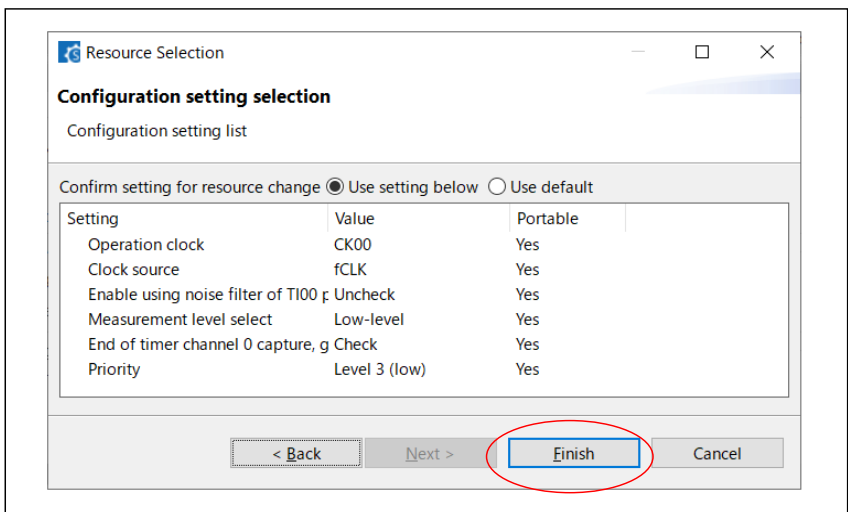 Resource Selection
Configuration setting selection
Configuration setting list
Confirm setting for resource change Use setting below Use default
Setting Value Portable
Operation clock CK00 Yes
Clock source fCLK Yes
Enable using noise filter of TI00 p Uncheck Yes
Measurement level select Low-level Yes
End of timer channel 0 capture, g Check Yes
Priority Level 3 (low) Yes
< Back Next > Finish Cancel